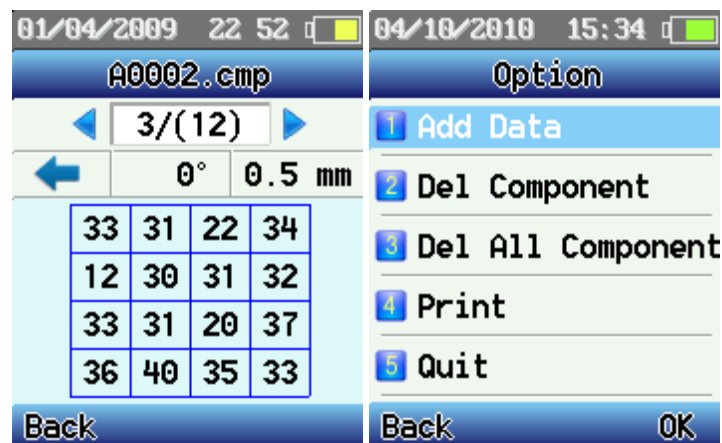 01/04/2009 22 52
A0002.cmp
3/(12)
0° 0.5 mm
33 31 22 34
12 30 31 32
33 31 20 37
36 40 35 33
Back
04/10/2010 15:34
Option
1 Add Data
2 Del Component
3 Del All Component
4 Print
5 Quit
Back OK